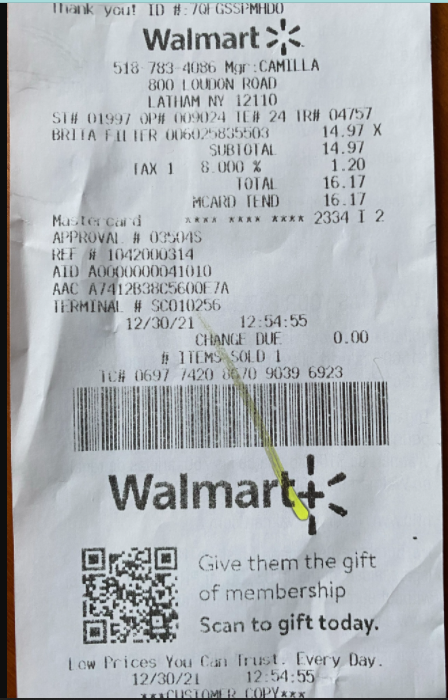 Thank you! ID #:7QFGSSPMHDO
Walmart
518-783-4086 Mgr:CAMILLA
800 LOUDON ROAD
LATHAM NY 12110
ST# 01997 OP# 009024 TE# 24 TR# 04757
BRITA FILTER 006025835503 14.97 X
SUBTOTAL 14.97
TAX 1 8.000 % 1.20
TOTAL 16.17
MCARD TEND 16.17
Mastercard **** **** **** 2334 I 2
APPROVAL # 03504S
REF # 1042000314
AID A0000000041010
AAC A7412B38C5600E7A
TERMINAL # SC010256
12/30/21 12:54:55
CHANGE DUE 0.00
# ITEMS SOLD 1
TC# 0697 7420 8670 9039 6923
Walmart+
Give them the gift
of membership
Scan to gift today.
Low Prices You Can Trust. Every Day.
12/30/21 12:54:55
***CUSTOMER COPY***